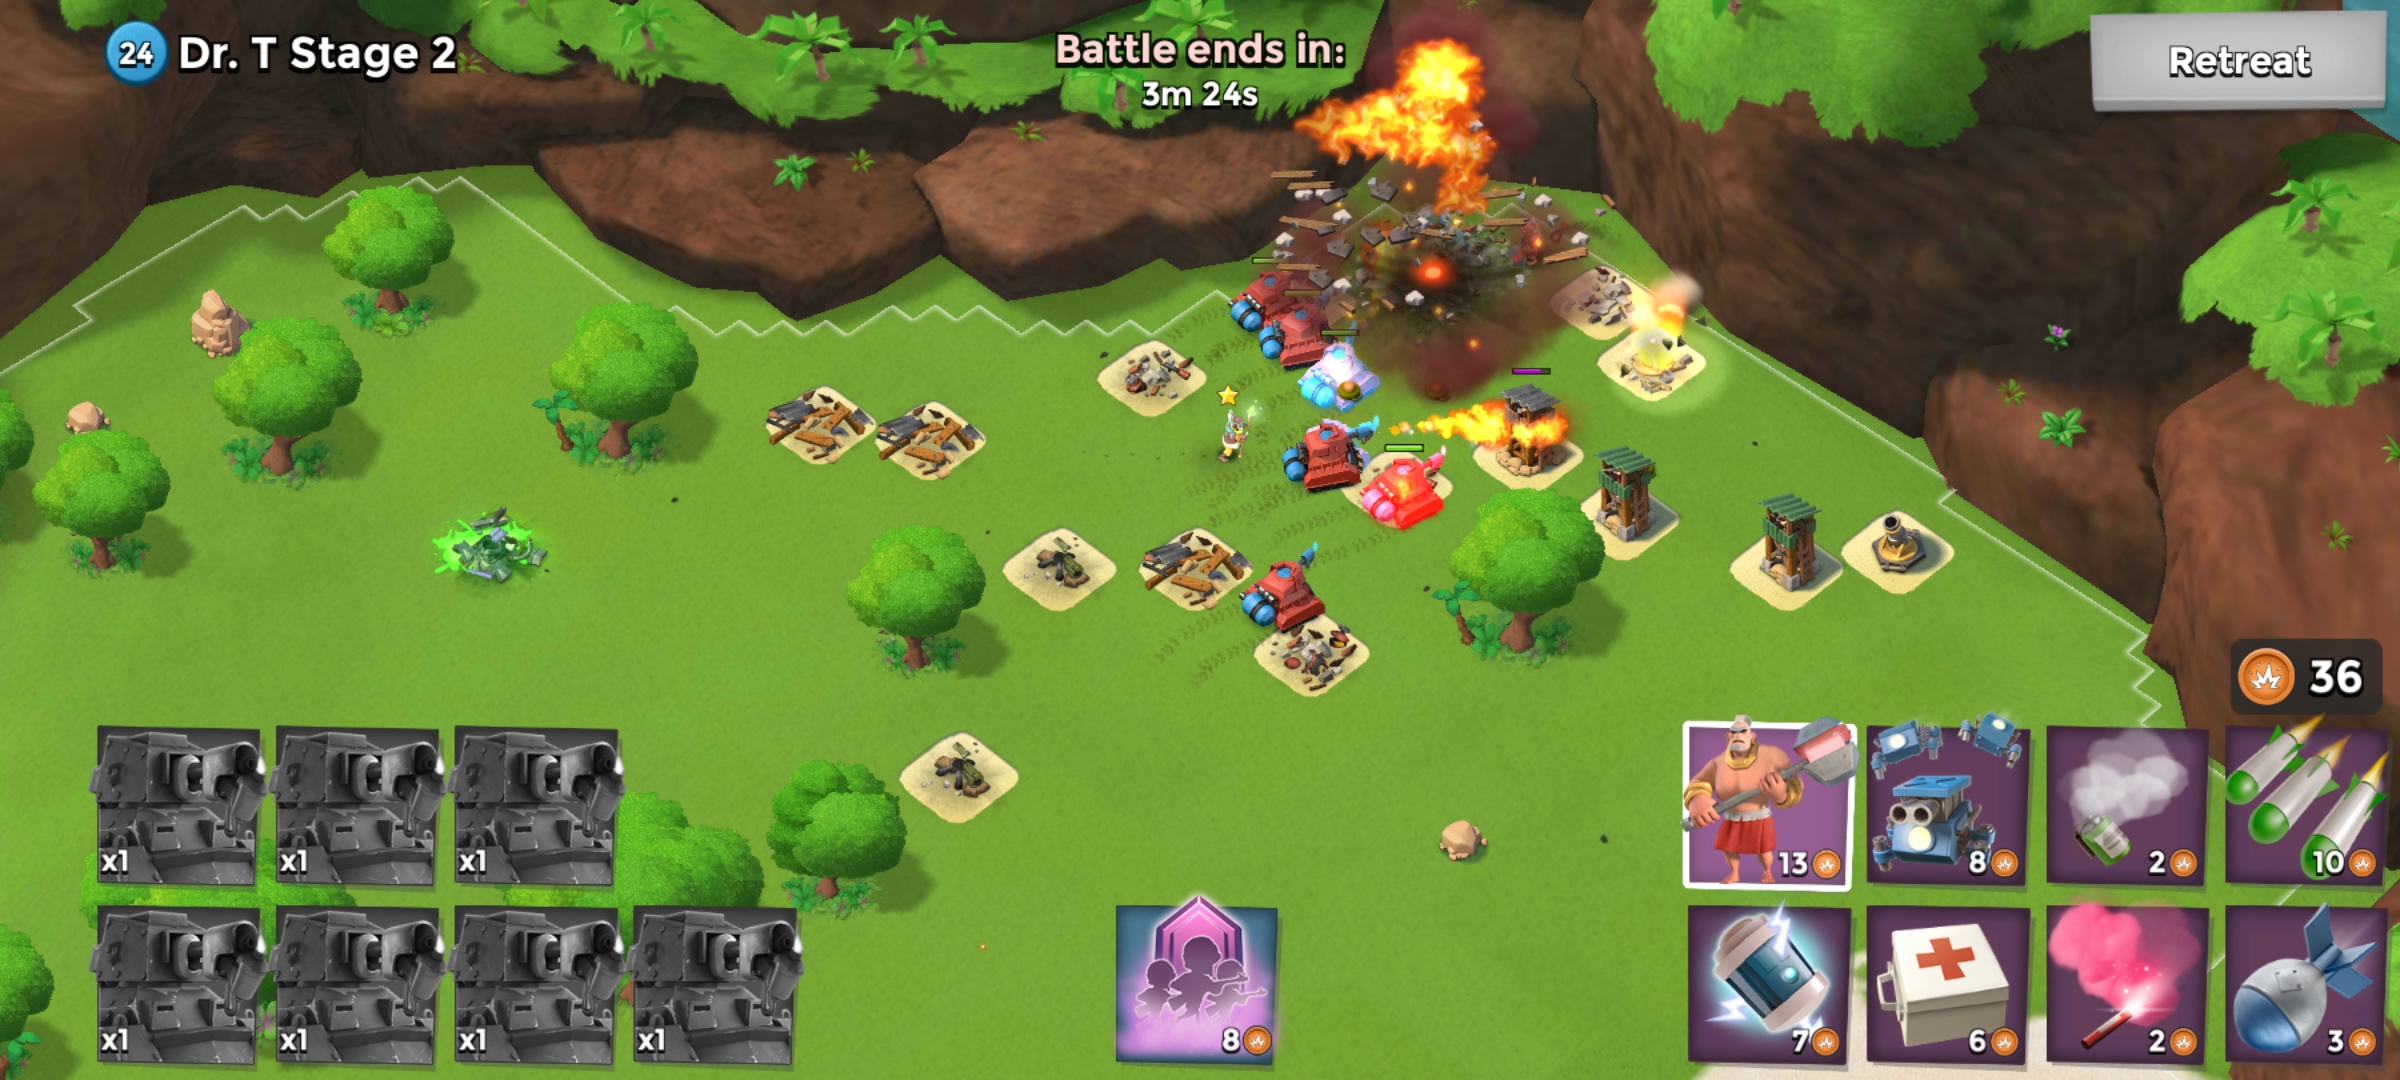 24 Dr. T Stage 2
Battle ends in:
3m 24s
Retreat
36
x1 x1 x1
13 8 2 10
x1 x1 x1 x1
8
7 6 2 3